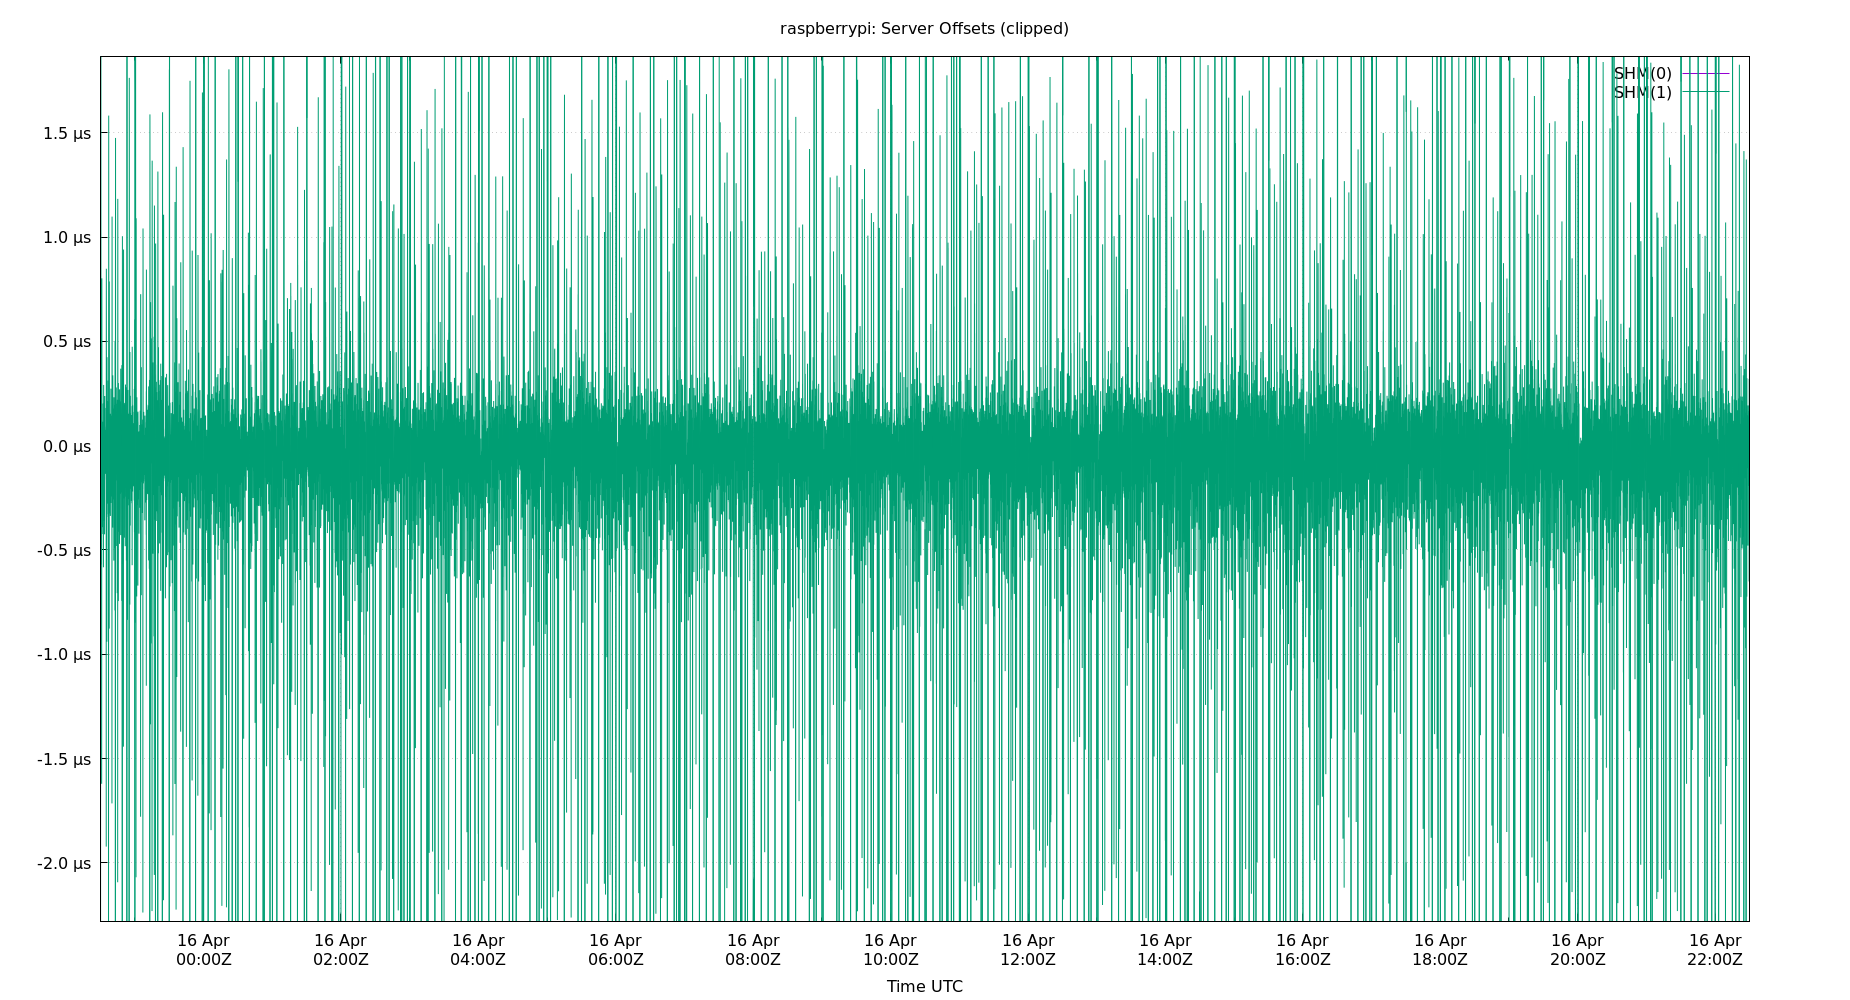 raspberrypi: Server Offsets (clipped)
SHM(0)
SHM(1)
1.5 µs
1.0 µs
0.5 µs
0.0 µs
-0.5 µs
-1.0 µs
-1.5 µs
-2.0 µs
16 Apr 16 Apr 16 Apr 16 Apr 16 Apr 16 Apr 16 Apr 16 Apr 16 Apr 16 Apr 16 Apr 16 Apr
00:00Z 02:00Z 04:00Z 06:00Z 08:00Z 10:00Z 12:00Z 14:00Z 16:00Z 18:00Z 20:00Z 22:00Z
Time UTC